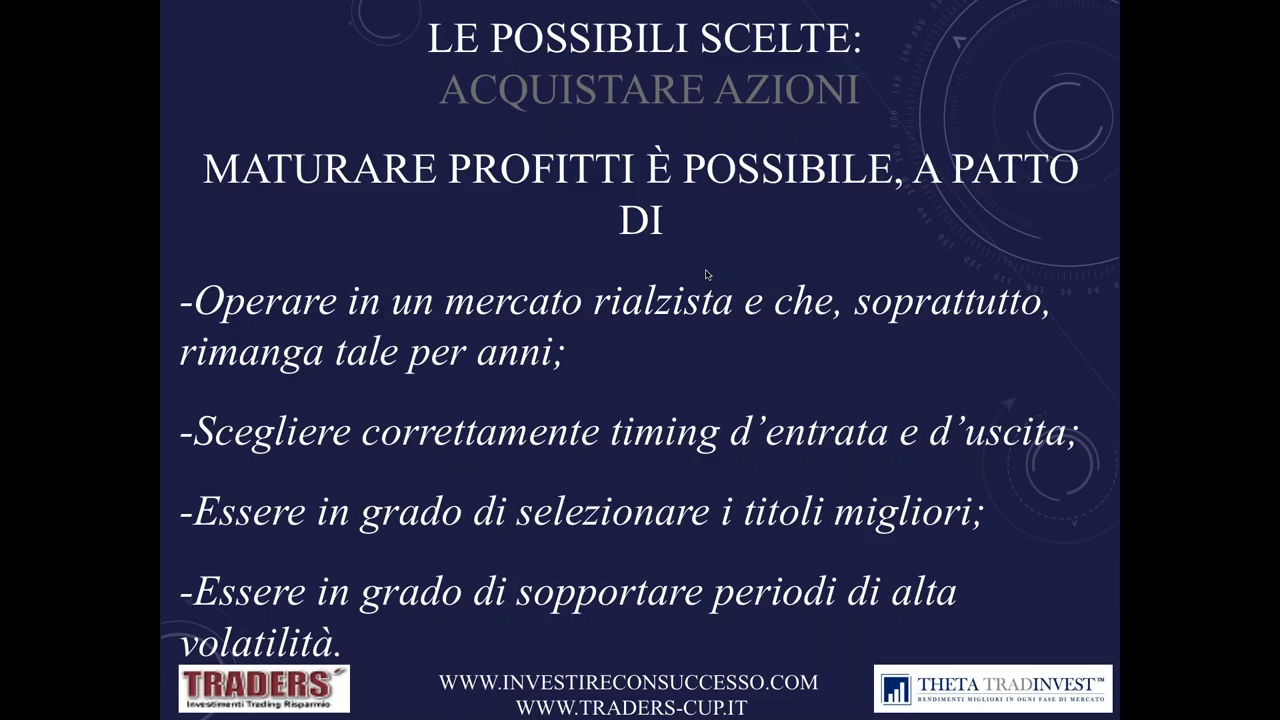 LE POSSIBILI SCELTE:
ACQUISTARE AZIONI
MATURARE PROFITTI È POSSIBILE, A PATTO
DI
-Operare in un mercato rialzista e che, soprattutto,
rimanga tale per anni;
-Scegliere correttamente timing d’entrata e d’uscita;
-Essere in grado di selezionare i titoli migliori;
-Essere in grado di sopportare periodi di alta
volatilità.
TRADERS´
Investimenti Trading Risparmio
WWW.INVESTIRECONSUCCESSO.COM
WWW.TRADERS-CUP.IT
THETA TRADINVEST™
RENDIMENTI MIGLIORI IN OGNI FASE DI MERCATO